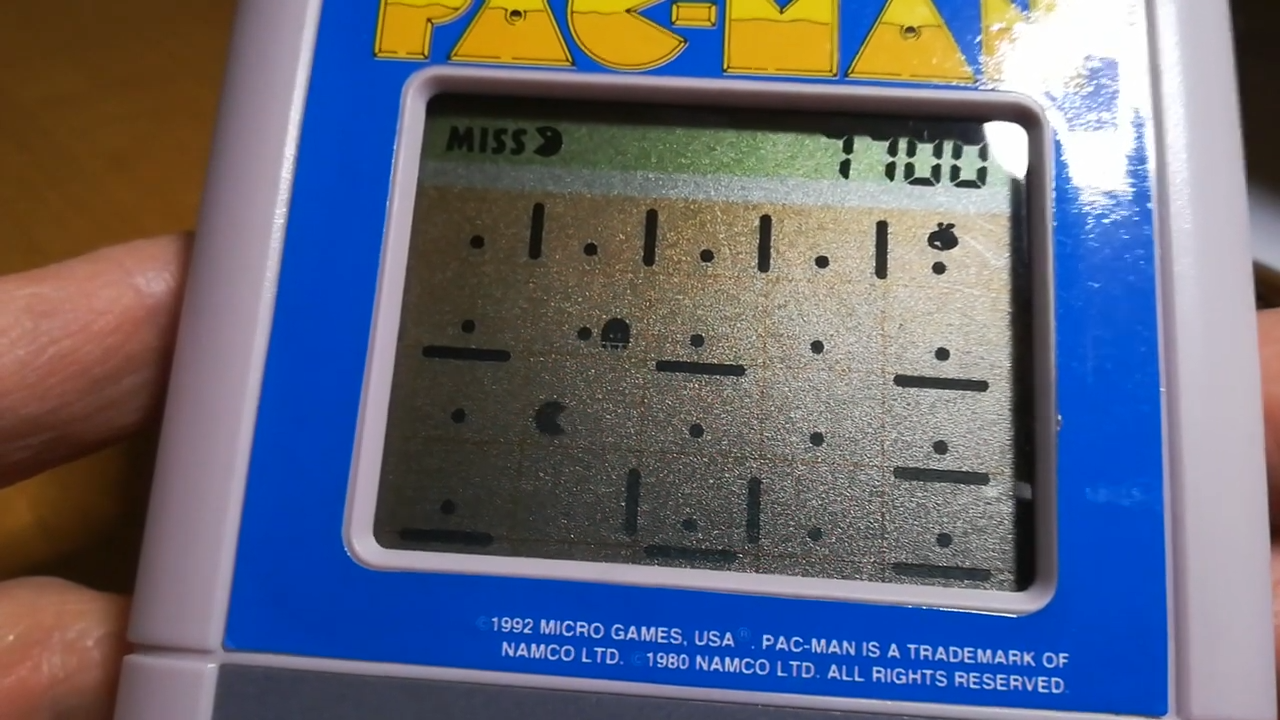 PAC-MAN
MISS 7700
©1992 MICRO GAMES, USA®. PAC-MAN IS A TRADEMARK OF
NAMCO LTD. ©1980 NAMCO LTD. ALL RIGHTS RESERVED.